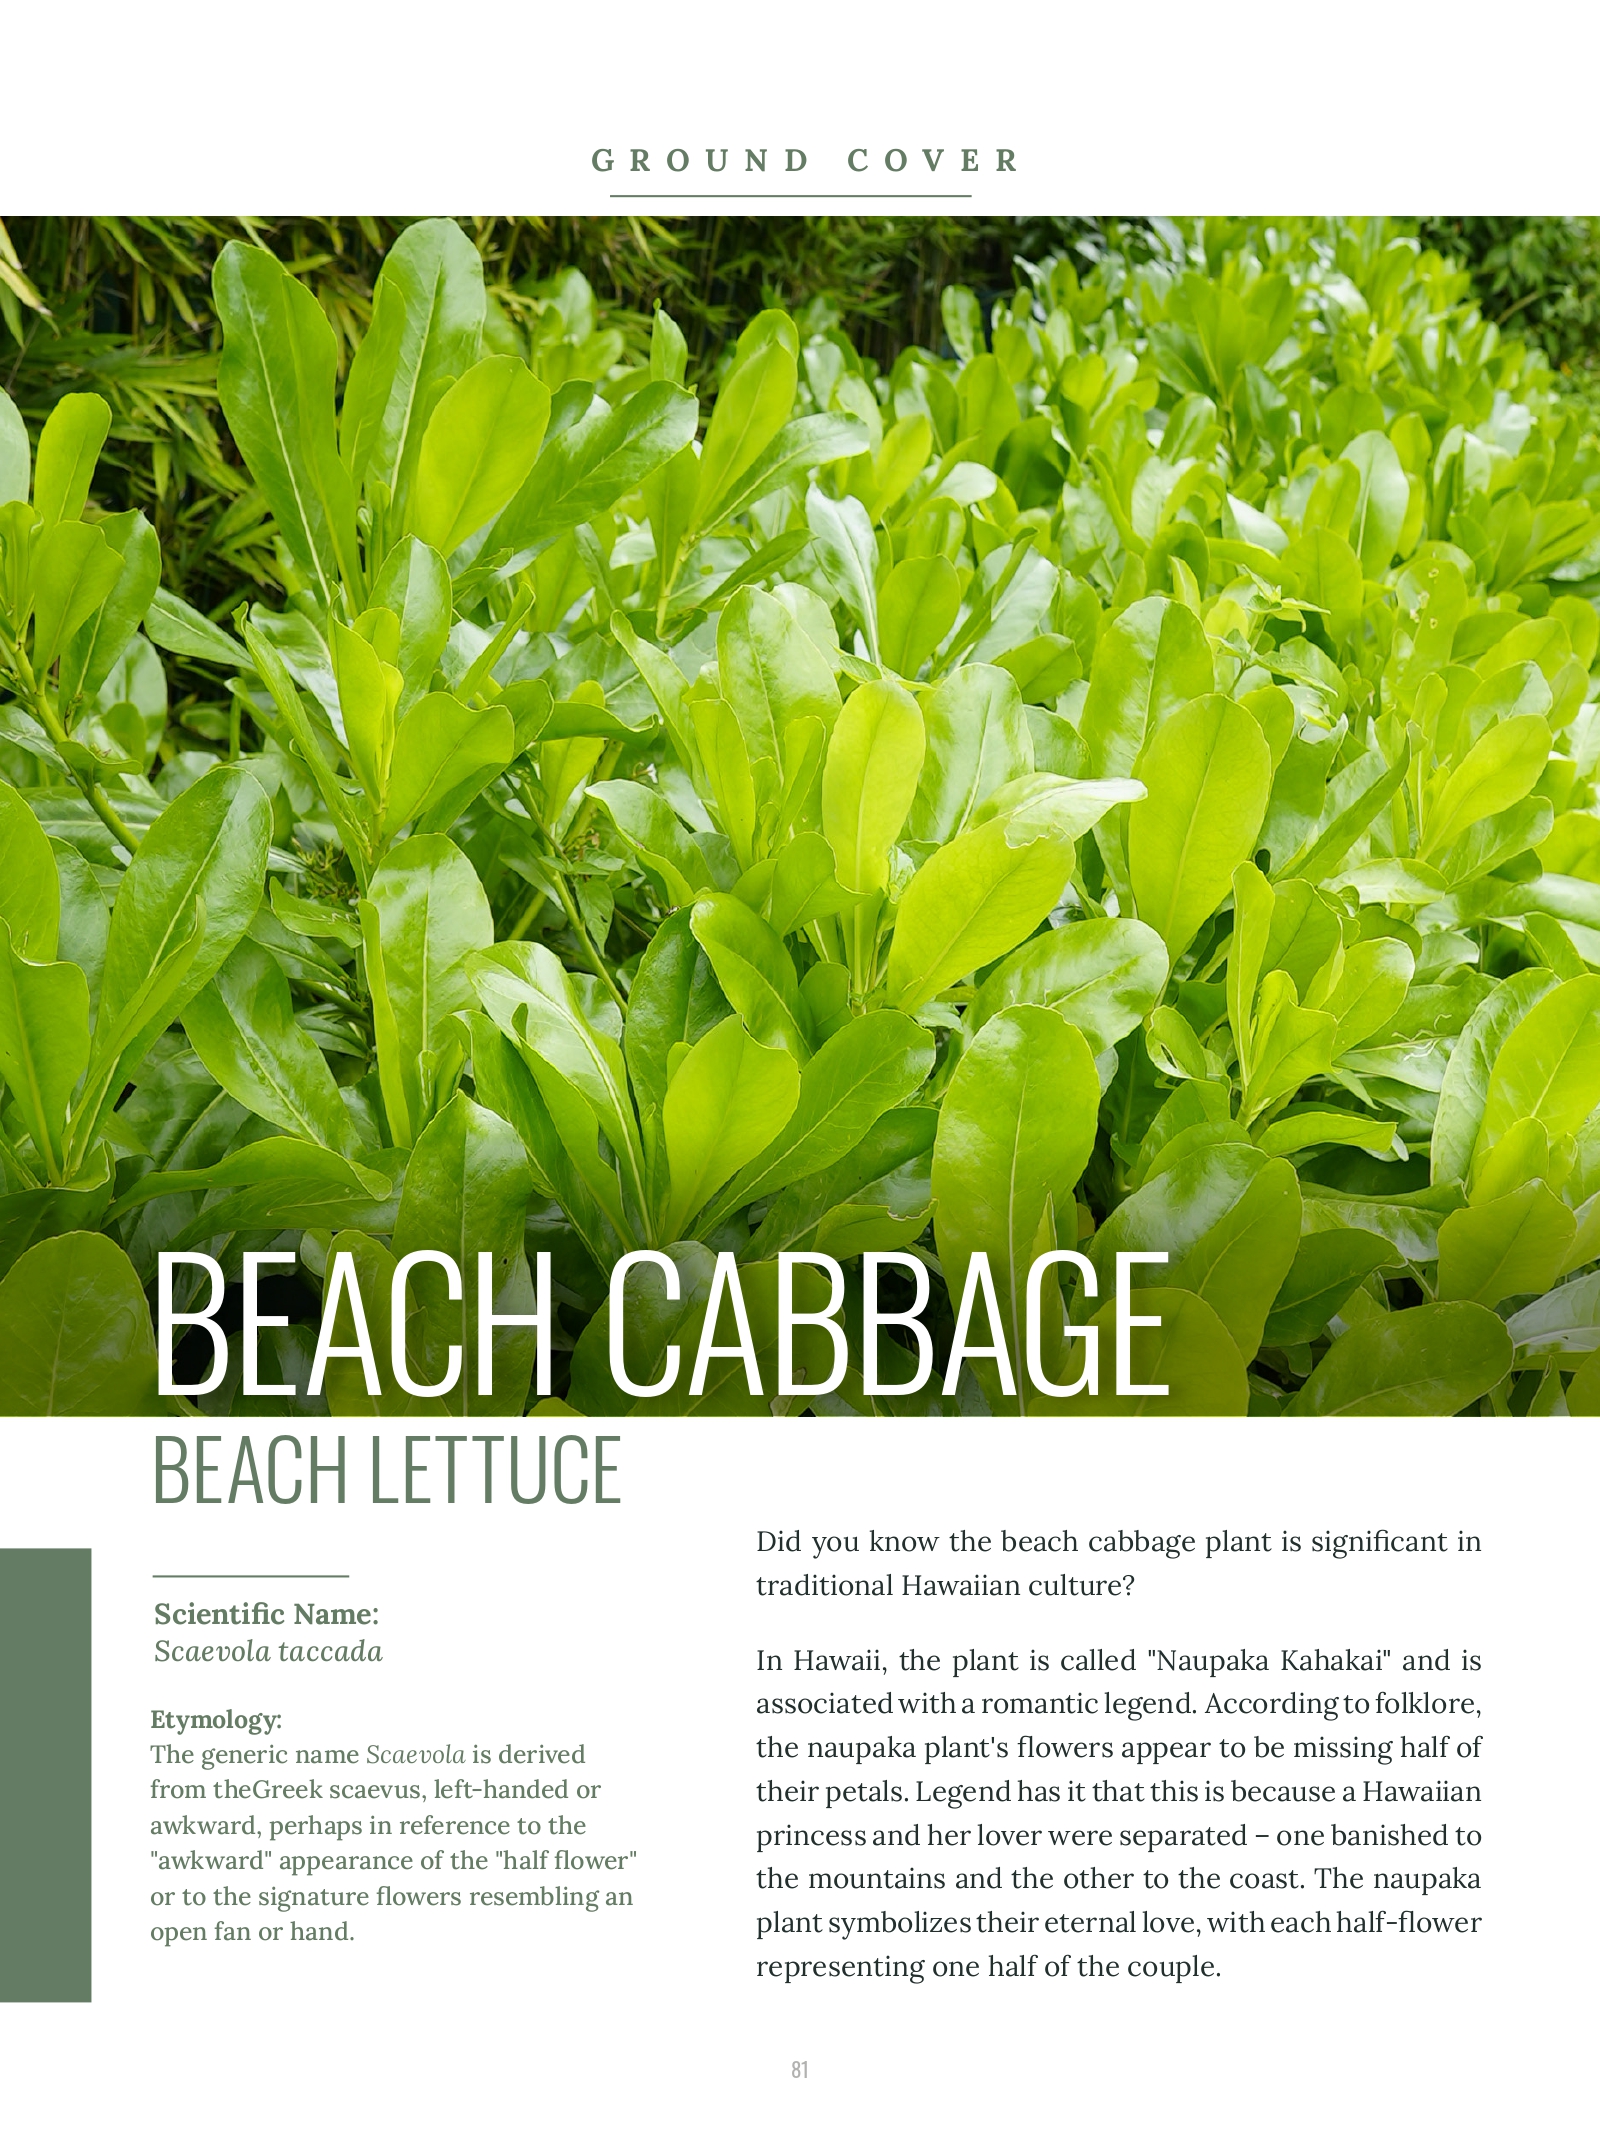 GROUND COVER
BEACH CABBAGE
BEACH LETTUCE
Scientific Name:
Scaevola taccada
Etymology:
The generic name Scaevola is derived
from theGreek scaevus, left-handed or
awkward, perhaps in reference to the
"awkward" appearance of the "half flower"
or to the signature flowers resembling an
open fan or hand.
Did you know the beach cabbage plant is significant in
traditional Hawaiian culture?
In Hawaii, the plant is called "Naupaka Kahakai" and is
associated with a romantic legend. According to folklore,
the naupaka plant's flowers appear to be missing half of
their petals. Legend has it that this is because a Hawaiian
princess and her lover were separated – one banished to
the mountains and the other to the coast. The naupaka
plant symbolizes their eternal love, with each half-flower
representing one half of the couple.
81